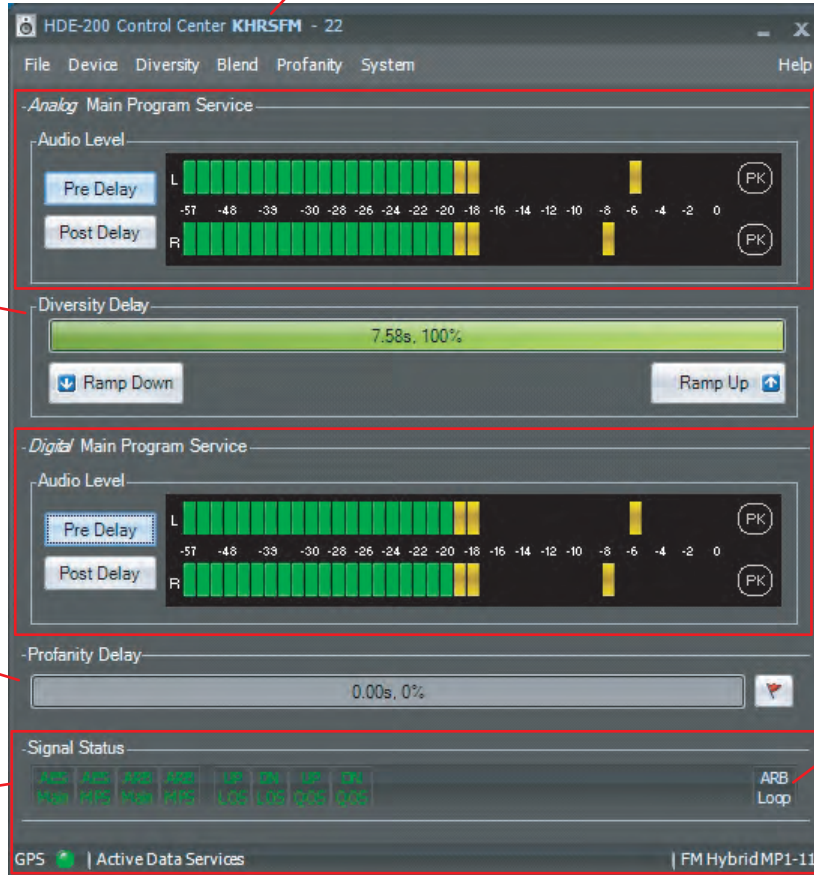 HDE-200 Control Center KHRSFM - 22
File Device Diversity Blend Profanity System Help
Analog Main Program Service
Audio Level
Pre Delay
L
PK
-57 -48 -39 -30 -28 -26 -24 -22 -20 -18 -16 -14 -12 -10 -8 -6 -4 -2 0
Post Delay
R
PK
Diversity Delay
7.58s, 100%
Ramp Down
Ramp Up
Digital Main Program Service
Audio Level
Pre Delay
L
PK
-57 -48 -39 -30 -28 -26 -24 -22 -20 -18 -16 -14 -12 -10 -8 -6 -4 -2 0
Post Delay
R
PK
Profanity Delay
0.00s, 0%
Signal Status
AES AES ARB ARB UP DN UP DN ARB
Main MPS Main MPS LOS LOS QOS QOS Loop
GPS | Active Data Services | FM Hybrid MP1-11